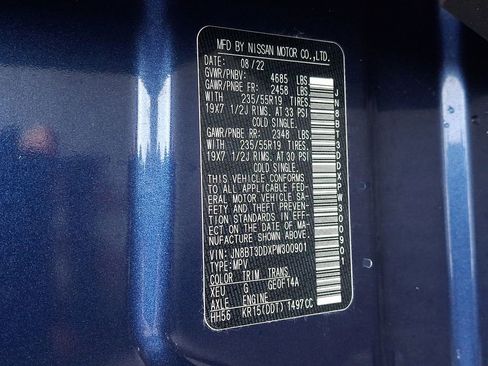 MFD BY NISSAN MOTOR CO.,LTD.
DATE: 08/22
GVWR/PNBV: 4685 LBS
GAWR/PNBE FR: 2458 LBS
WITH 235/55R19 TIRES,
19X7 1/2J RIMS, AT 33 PSI
COLD SINGLE.
GAWR/PNBE RR: 2348 LBS
WITH 235/55R19 TIRES,
19X7 1/2J RIMS, AT 30 PSI
COLD SINGLE.
THIS VEHICLE CONFORMS
TO ALL APPLICABLE FED-
ERAL MOTOR VEHICLE SA-
FETY AND THEFT PREVEN-
TION STANDARDS IN EFF-
ECT ON THE DATE OF MA-
NUFACTURE SHOWN ABOVE.
VIN: JN8BT3DDXPW300901
TYPE: MPV
COLOR TRIM TRANS
XEU G GE0F14A
AXLE ENGINE
HH56 KR15(DDT) 1497CC
JN8BT3DDXPW300901